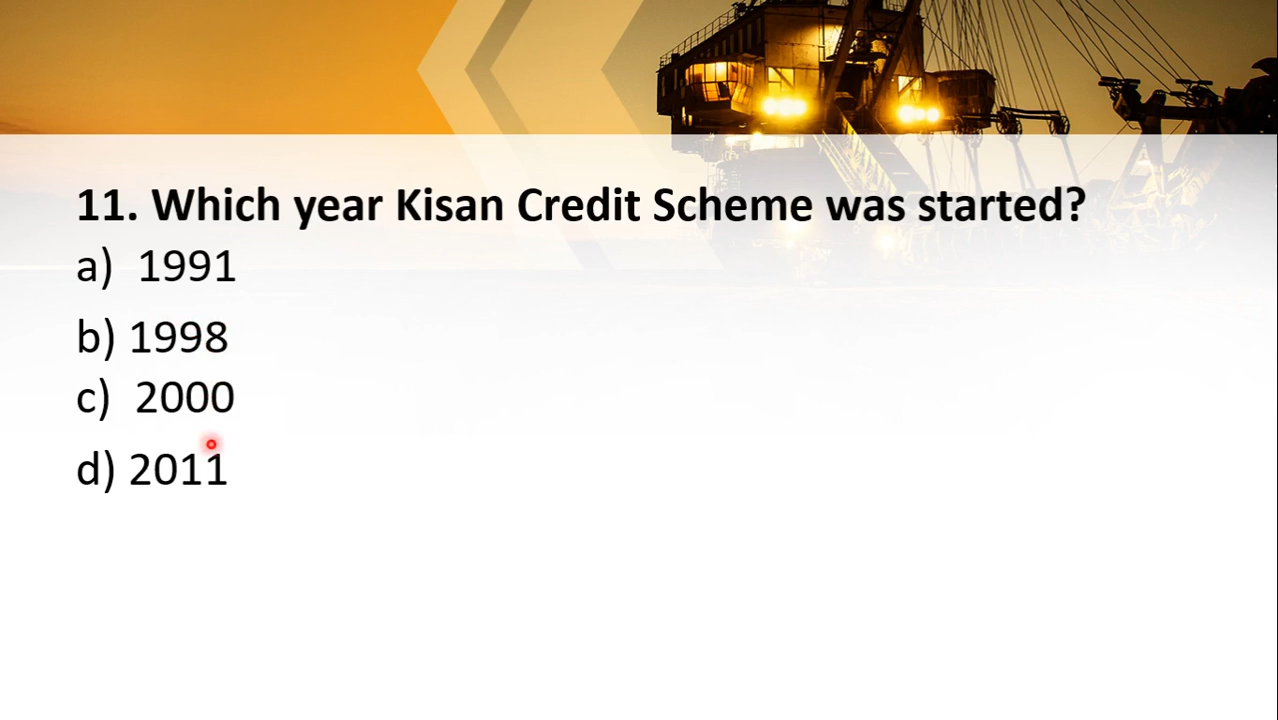 11. Which year Kisan Credit Scheme was started?
a) 1991
b) 1998
c) 2000
d) 2011